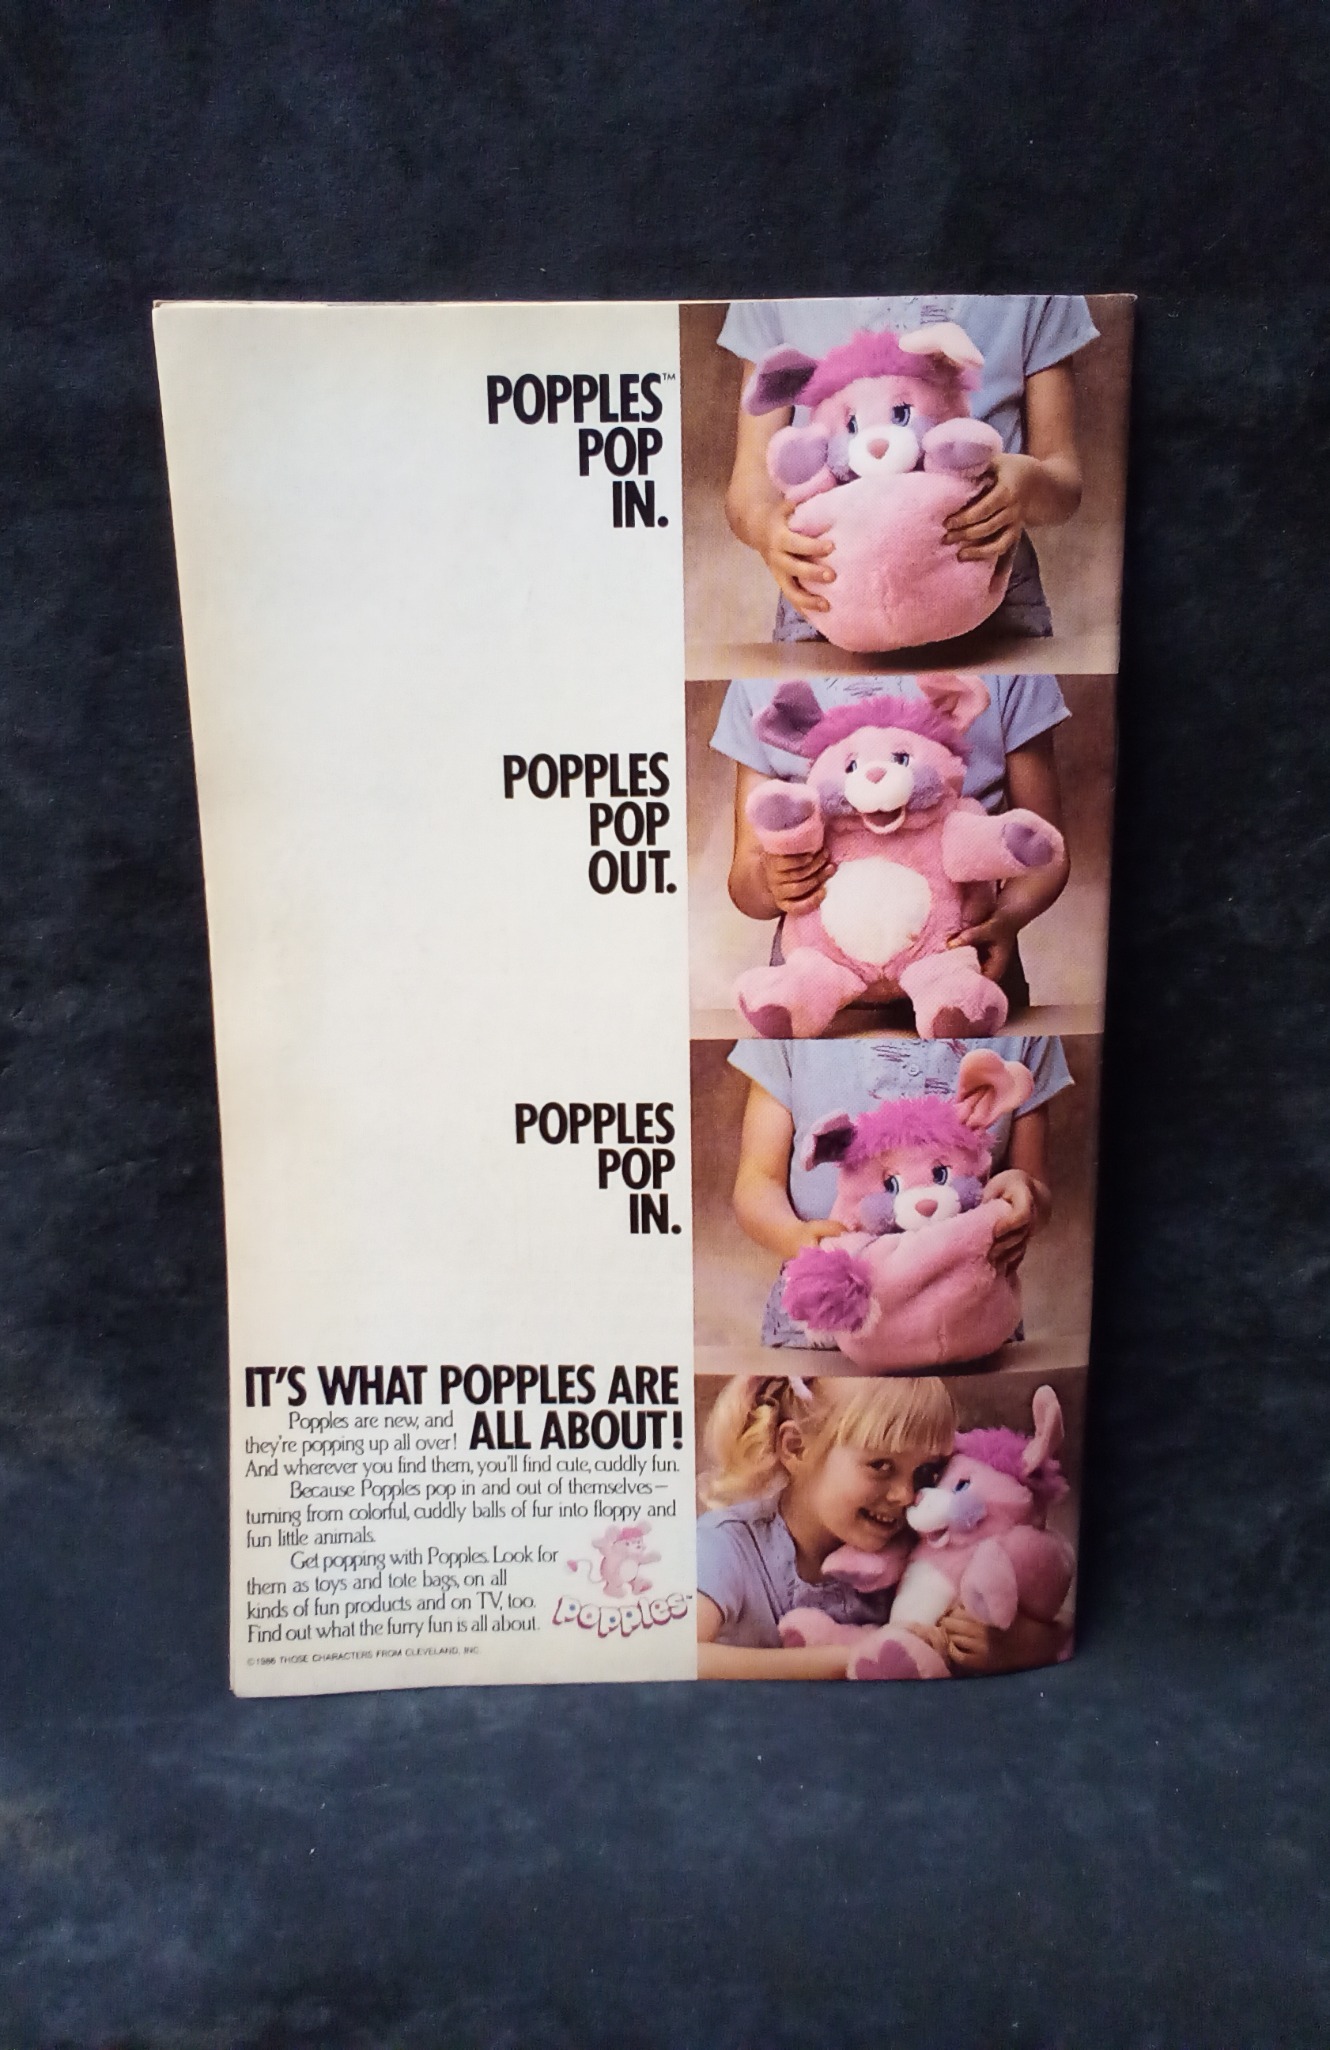 POPPLES™
POP
IN.
POPPLES
POP
OUT.
POPPLES
POP
IN.
IT'S WHAT POPPLES ARE
ALL ABOUT!
Popples are new, and
they're popping up all over!
And wherever you find them, you'll find cute, cuddly fun.
Because Popples pop in and out of themselves—
turning from colorful, cuddly balls of fur into floppy and
fun little animals.
Get popping with Popples. Look for
them as toys and tote bags, on all
kinds of fun products and on TV, too.
Find out what the furry fun is all about.
Popples™
©1986 THOSE CHARACTERS FROM CLEVELAND, INC.